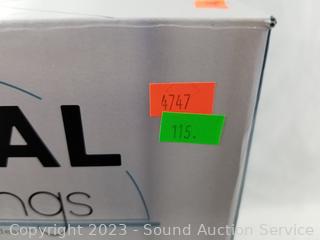 4747
115.
AL
ngs
Copyright 2023 - Sound Auction Service